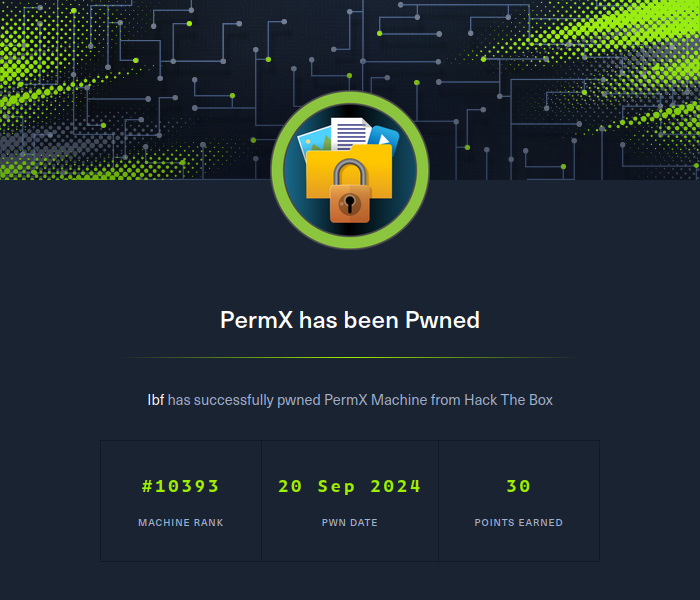 PermX has been Pwned
lbf has successfully pwned PermX Machine from Hack The Box
#10393
MACHINE RANK
20 Sep 2024
PWN DATE
30
POINTS EARNED